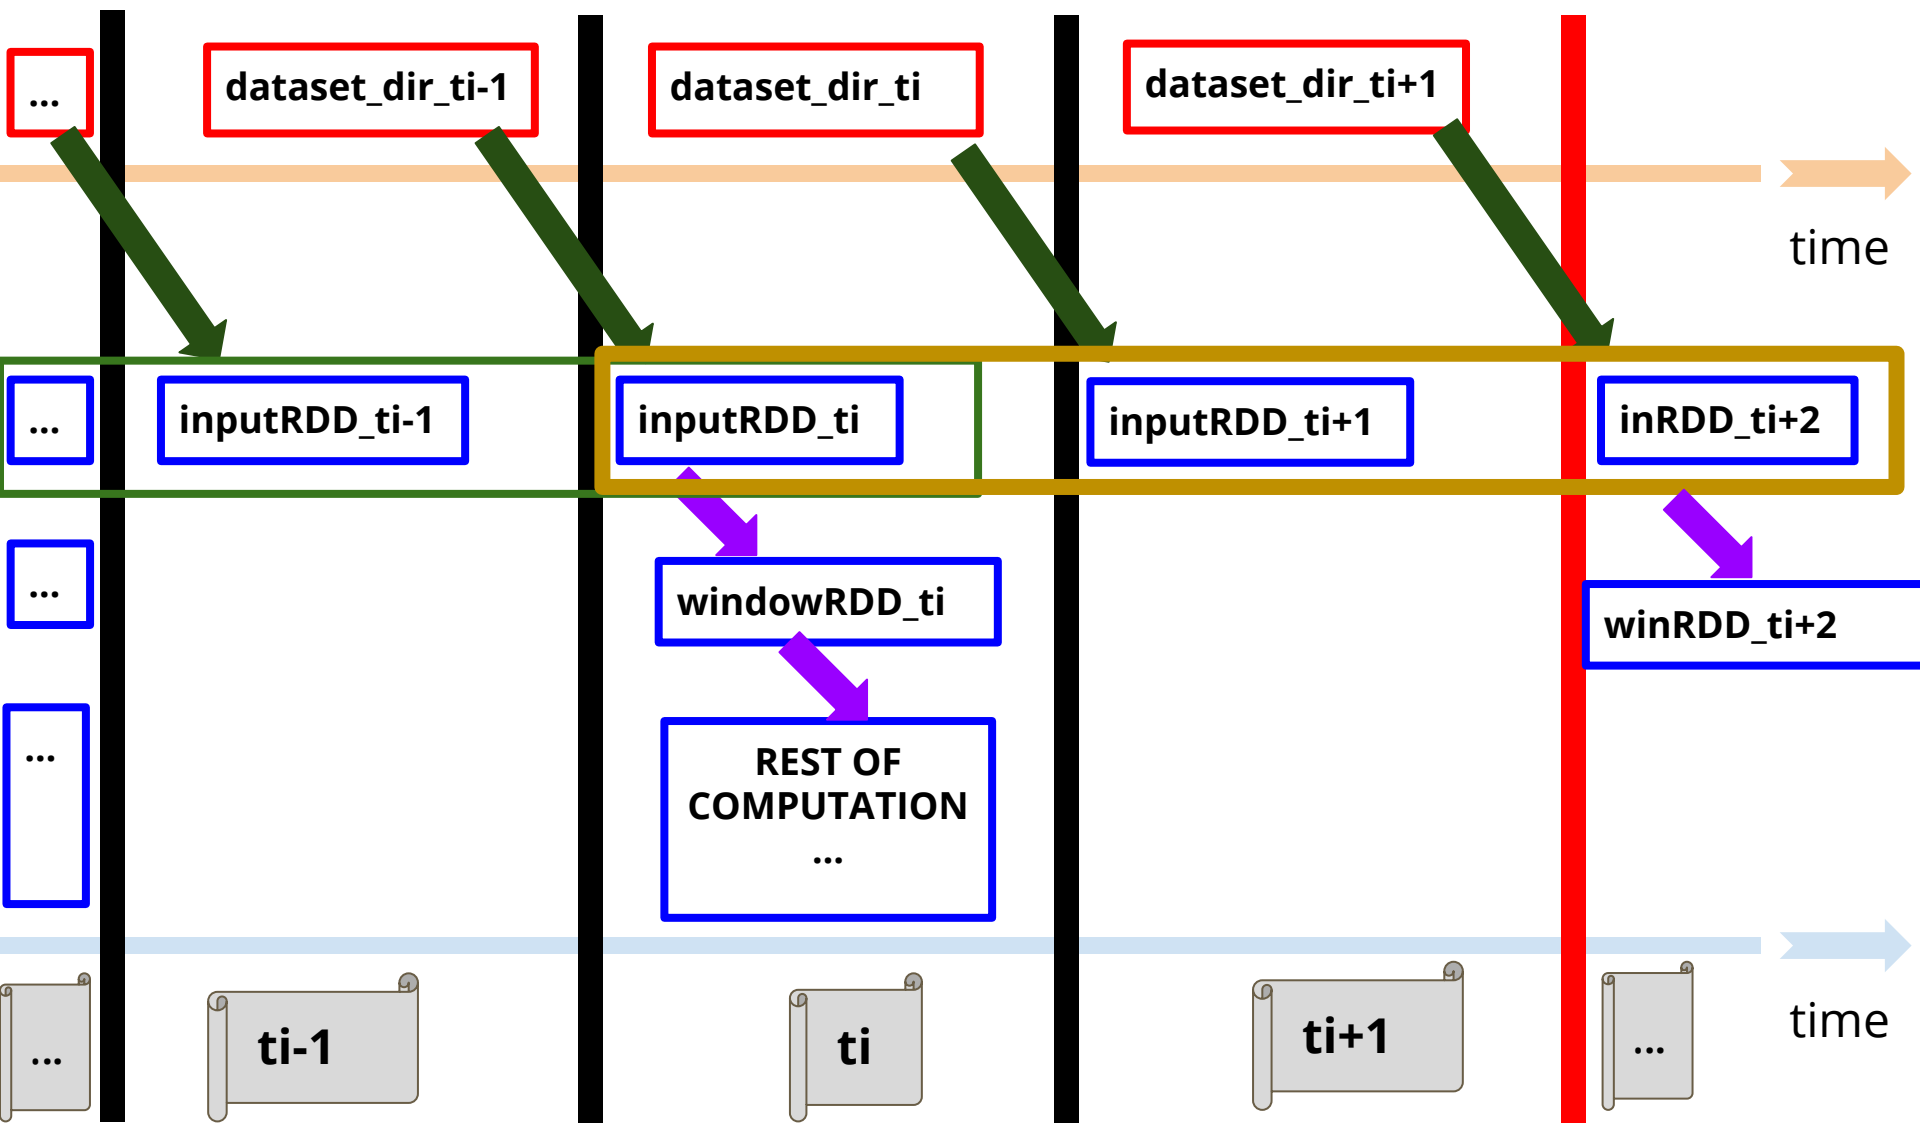 ...
dataset_dir_ti-1
dataset_dir_ti
dataset_dir_ti+1
time
...
inputRDD_ti-1
inputRDD_ti
inputRDD_ti+1
inRDD_ti+2
...
windowRDD_ti
winRDD_ti+2
...
REST OF
COMPUTATION
...
...
ti-1
ti
ti+1
...
time